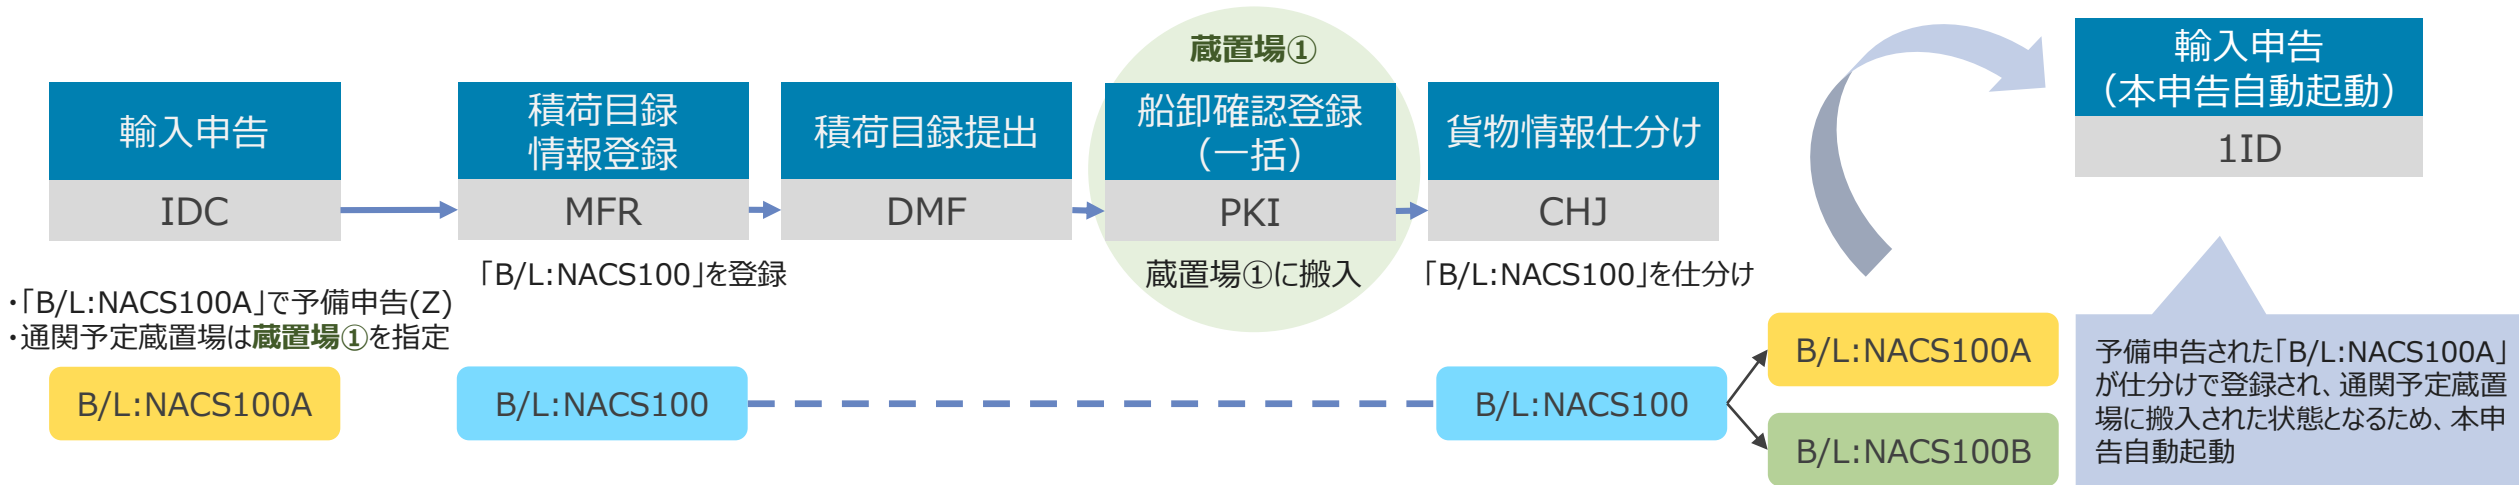 輸入申告
IDC
・「B/L:NACS100A」で予備申告(Z)
・通関予定蔵置場は蔵置場①を指定
B/L:NACS100A
積荷目録
情報登録
MFR
「B/L:NACS100」を登録
B/L:NACS100
積荷目録提出
DMF
蔵置場①
船卸確認登録
（一括）
PKI
蔵置場①に搬入
貨物情報仕分け
CHJ
「B/L:NACS100」を仕分け
B/L:NACS100
B/L:NACS100A
B/L:NACS100B
輸入申告
（本申告自動起動）
1ID
予備申告された「B/L:NACS100A」
が仕分けで登録され、通関予定蔵置
場に搬入された状態となるため、本申
告自動起動